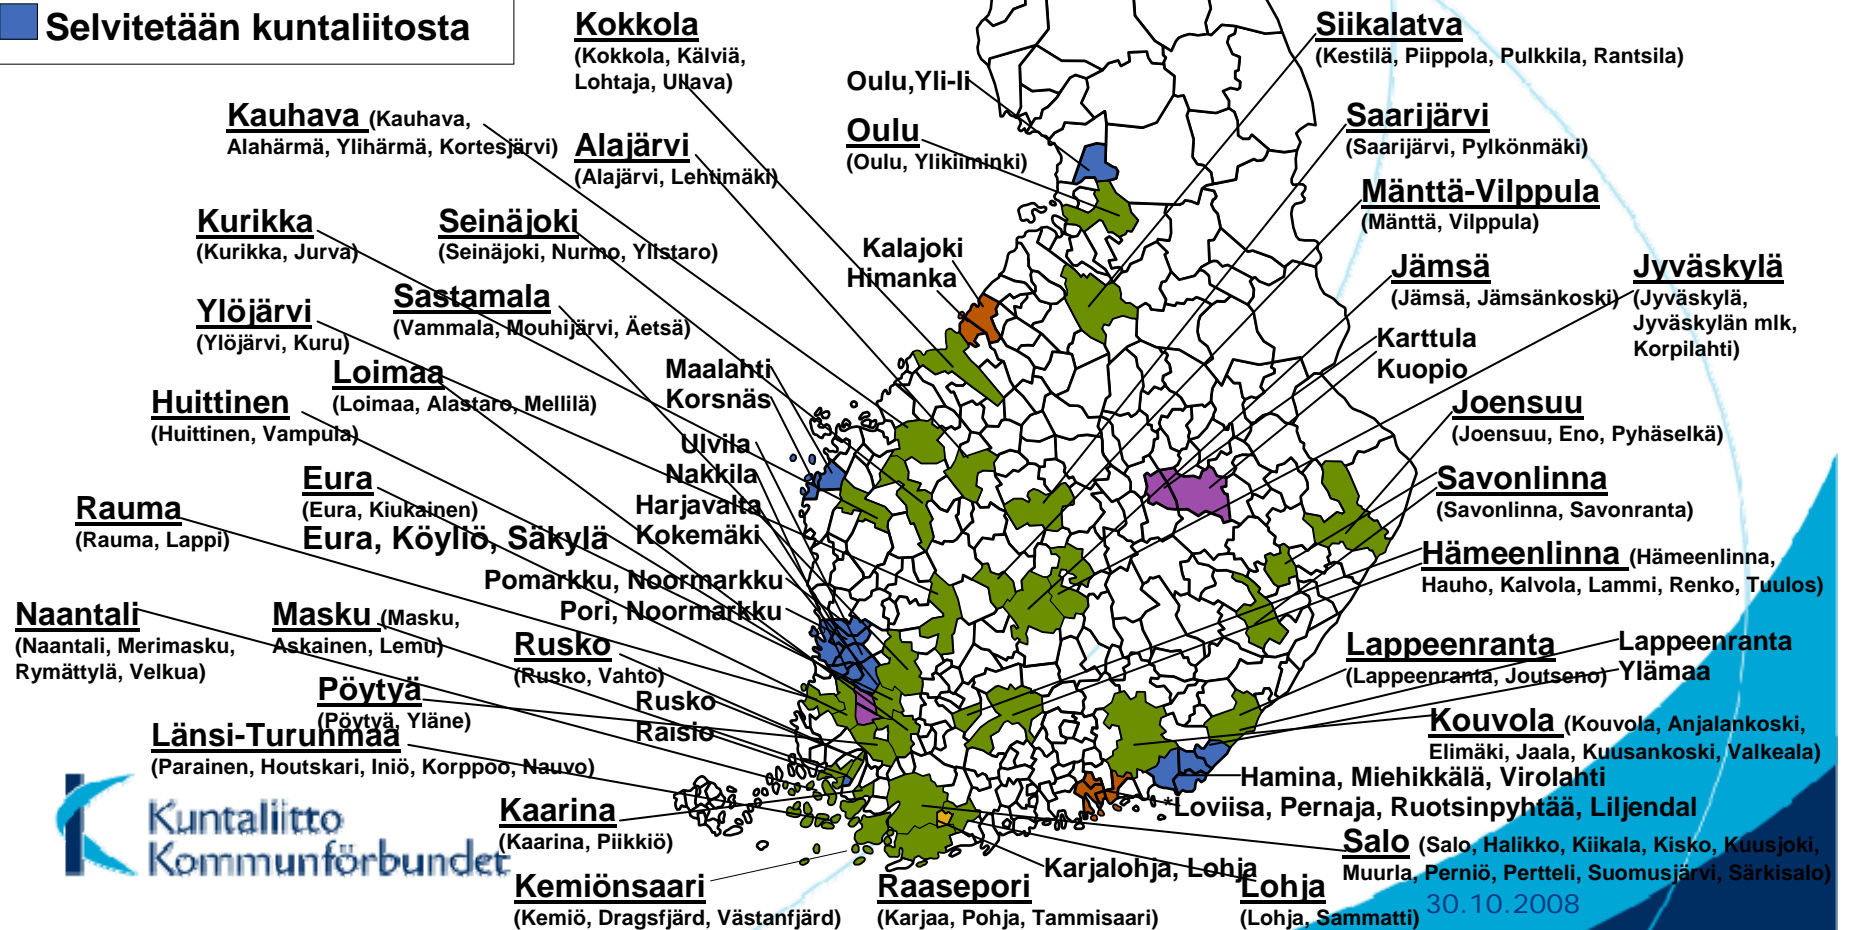 Selvitetään kuntaliitosta
Kokkola
(Kokkola, Kälviä,
Lohtaja, Ullava)
Siikalatva
(Kestilä, Piippola, Pulkkila, Rantsila)
Oulu,Yli-Ii
Kauhava (Kauhava,
Alahärmä, Ylihärmä, Kortesjärvi)
Alajärvi
(Alajärvi, Lehtimäki)
Oulu
(Oulu, Ylikiiminki)
Saarijärvi
(Saarijärvi, Pylkönmäki)
Mänttä-Vilppula
(Mänttä, Vilppula)
Kurikka
(Kurikka, Jurva)
Seinäjoki
(Seinäjoki, Nurmo, Ylistaro)
Kalajoki
Himanka
Jämsä
(Jämsä, Jämsänkoski)
Jyväskylä
(Jyväskylä,
Jyväskylän mlk,
Korpilahti)
Ylöjärvi
(Ylöjärvi, Kuru)
Sastamala
(Vammala, Mouhijärvi, Äetsä)
Karttula
Kuopio
Loimaa
(Loimaa, Alastaro, Mellilä)
Maalahti
Korsnäs
Huittinen
(Huittinen, Vampula)
Joensuu
(Joensuu, Eno, Pyhäselkä)
Ulvila
Nakkila
Harjavalta
Kokemäki
Eura
(Eura, Kiukainen)
Eura, Köyliö, Säkylä
Savonlinna
(Savonlinna, Savonranta)
Rauma
(Rauma, Lappi)
Hämeenlinna (Hämeenlinna,
Hauho, Kalvola, Lammi, Renko, Tuulos)
Pomarkku, Noormarkku
Pori, Noormarkku
Naantali
(Naantali, Merimasku,
Rymättylä, Velkua)
Masku (Masku,
Askainen, Lemu)
Rusko
(Rusko, Vahto)
Rusko
Raisio
Lappeenranta
(Lappeenranta, Joutseno)
Lappeenranta
Ylämaa
Pöytyä
(Pöytyä, Yläne)
Kouvola (Kouvola, Anjalankoski,
Elimäki, Jaala, Kuusankoski, Valkeala)
Länsi-Turunmaa
(Parainen, Houtskari, Iniö, Korppoo, Nauvo)
Hamina, Miehikkälä, Virolahti
*Loviisa, Pernaja, Ruotsinpyhtää, Liljendal
Kaarina
(Kaarina, Piikkiö)
Salo (Salo, Halikko, Kiikala, Kisko, Kuusjoki,
Muurla, Perniö, Pertteli, Suomusjärvi, Särkisalo)
Karjalohja, Lohja
Kemiönsaari
(Kemiö, Dragsfjärd, Västanfjärd)
Raasepori
(Karjaa, Pohja, Tammisaari)
Lohja
(Lohja, Sammatti)
30.10.2008
Kuntaliitto
Kommunförbundet